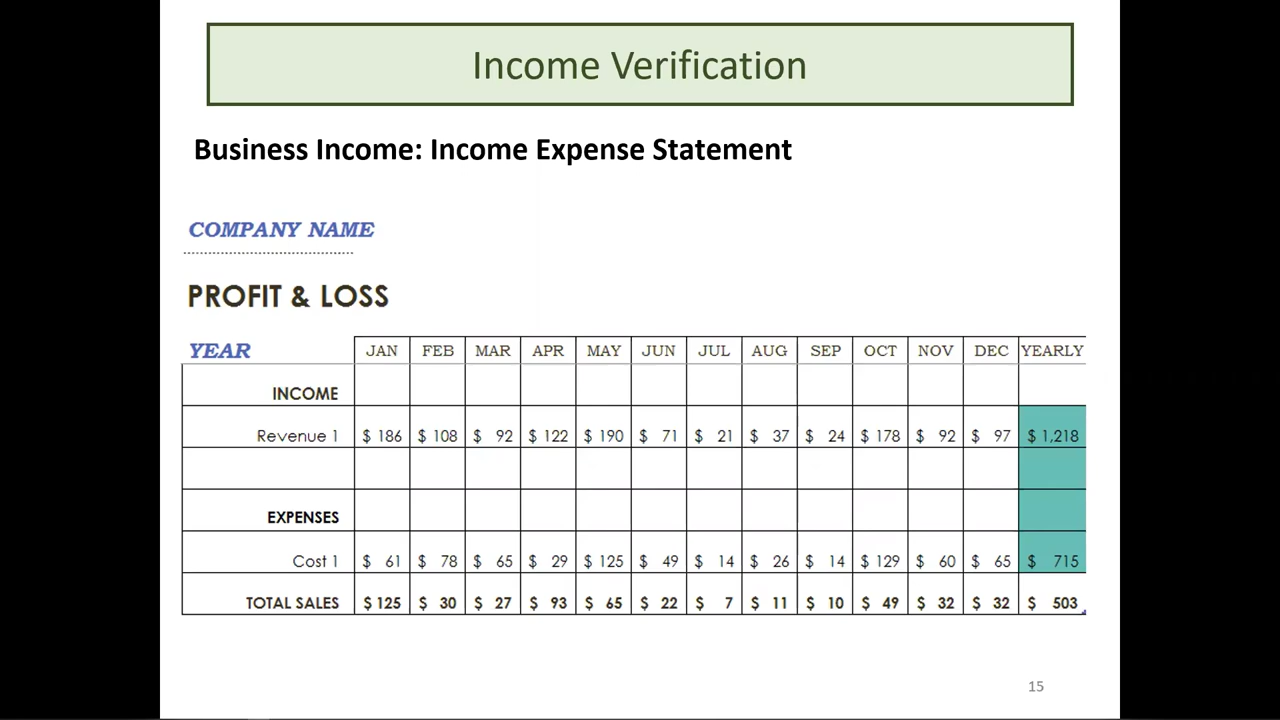 Income Verification
Business Income: Income Expense Statement
COMPANY NAME
PROFIT & LOSS
YEAR JAN FEB MAR APR MAY JUN JUL AUG SEP OCT NOV DEC YEARLY
INCOME
Revenue 1 $ 186 $ 108 $ 92 $ 122 $ 190 $ 71 $ 21 $ 37 $ 24 $ 178 $ 92 $ 97 $ 1,218
EXPENSES
Cost 1 $ 61 $ 78 $ 65 $ 29 $ 125 $ 49 $ 14 $ 26 $ 14 $ 129 $ 60 $ 65 $ 715
TOTAL SALES $ 125 $ 30 $ 27 $ 93 $ 65 $ 22 $ 7 $ 11 $ 10 $ 49 $ 32 $ 32 $ 503
15